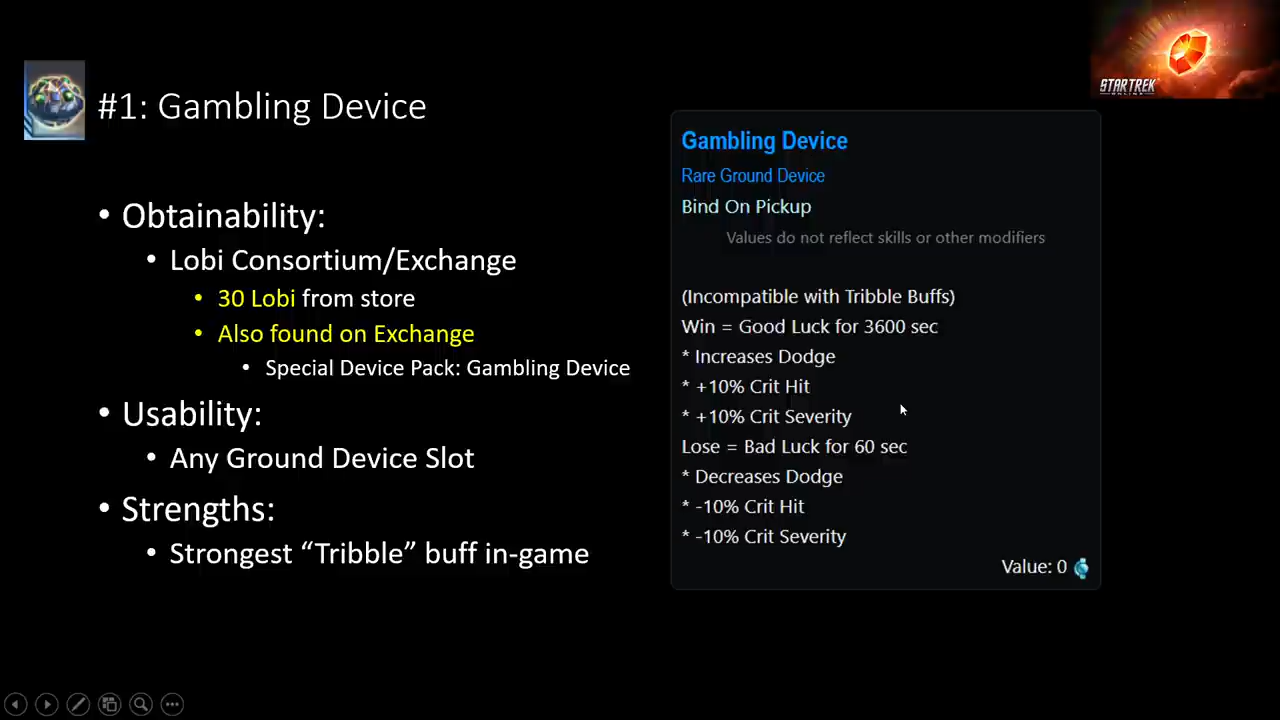 STAR TREK
ONLINE
#1: Gambling Device
• Obtainability:
• Lobi Consortium/Exchange
• 30 Lobi from store
• Also found on Exchange
• Special Device Pack: Gambling Device
• Usability:
• Any Ground Device Slot
• Strengths:
• Strongest “Tribble” buff in-game
Gambling Device
Rare Ground Device
Bind On Pickup
Values do not reflect skills or other modifiers
(Incompatible with Tribble Buffs)
Win = Good Luck for 3600 sec
* Increases Dodge
* +10% Crit Hit
* +10% Crit Severity
Lose = Bad Luck for 60 sec
* Decreases Dodge
* -10% Crit Hit
* -10% Crit Severity
Value: 0